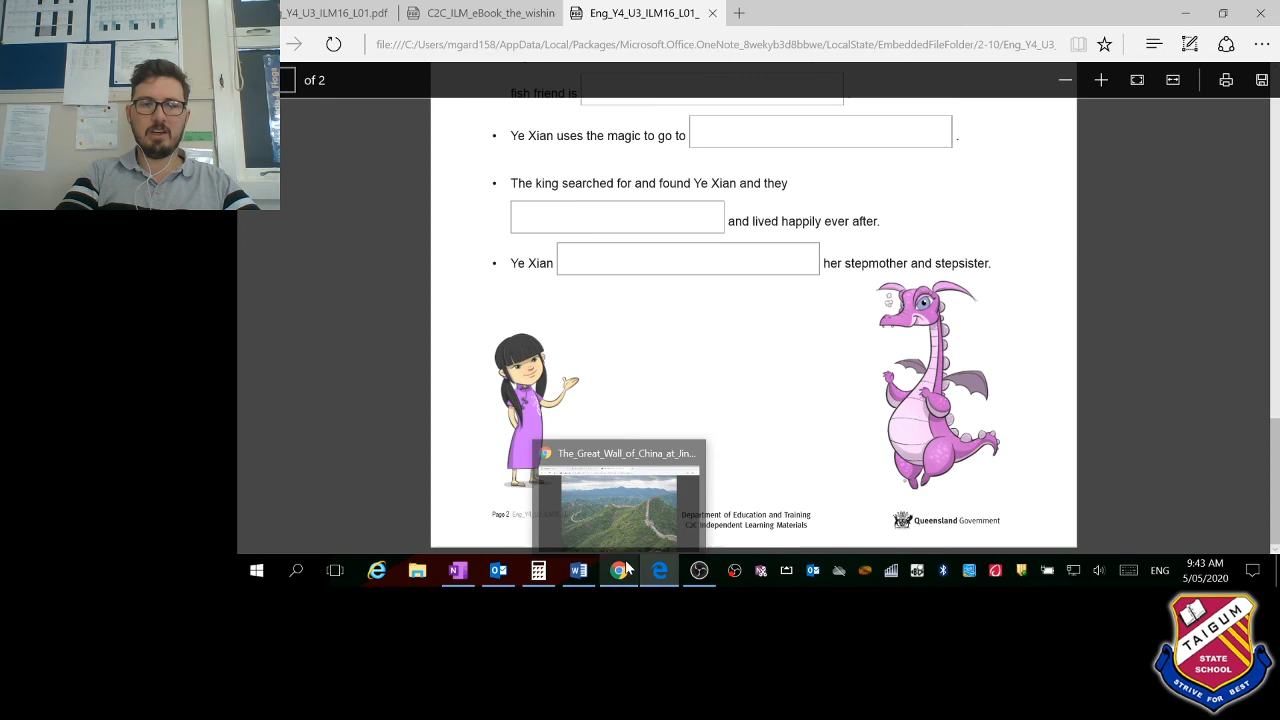 _Y4_U3_ILM16_L01.pdf
C2C_ILM_eBook_the_wishin
Eng_Y4_U3_ILM16_L01_
file:///C:/Users/mgard158/AppData/Local/Packages/Microsoft.Office.OneNote_8wekyb3d8bbwe/LocalState/EmbeddedFileFolder/2-10/Eng_Y4_U3_
of 2
fish friend is
• Ye Xian uses the magic to go to .
• The king searched for and found Ye Xian and they
and lived happily ever after.
• Ye Xian her stepmother and stepsister.
The_Great_Wall_of_China_at_Jin...
Page 2
Department of Education and Training
C2C Independent Learning Materials
Queensland Government
ENG
9:43 AM
5/05/2020
TAIGUM
STATE
SCHOOL
STRIVE FOR BEST